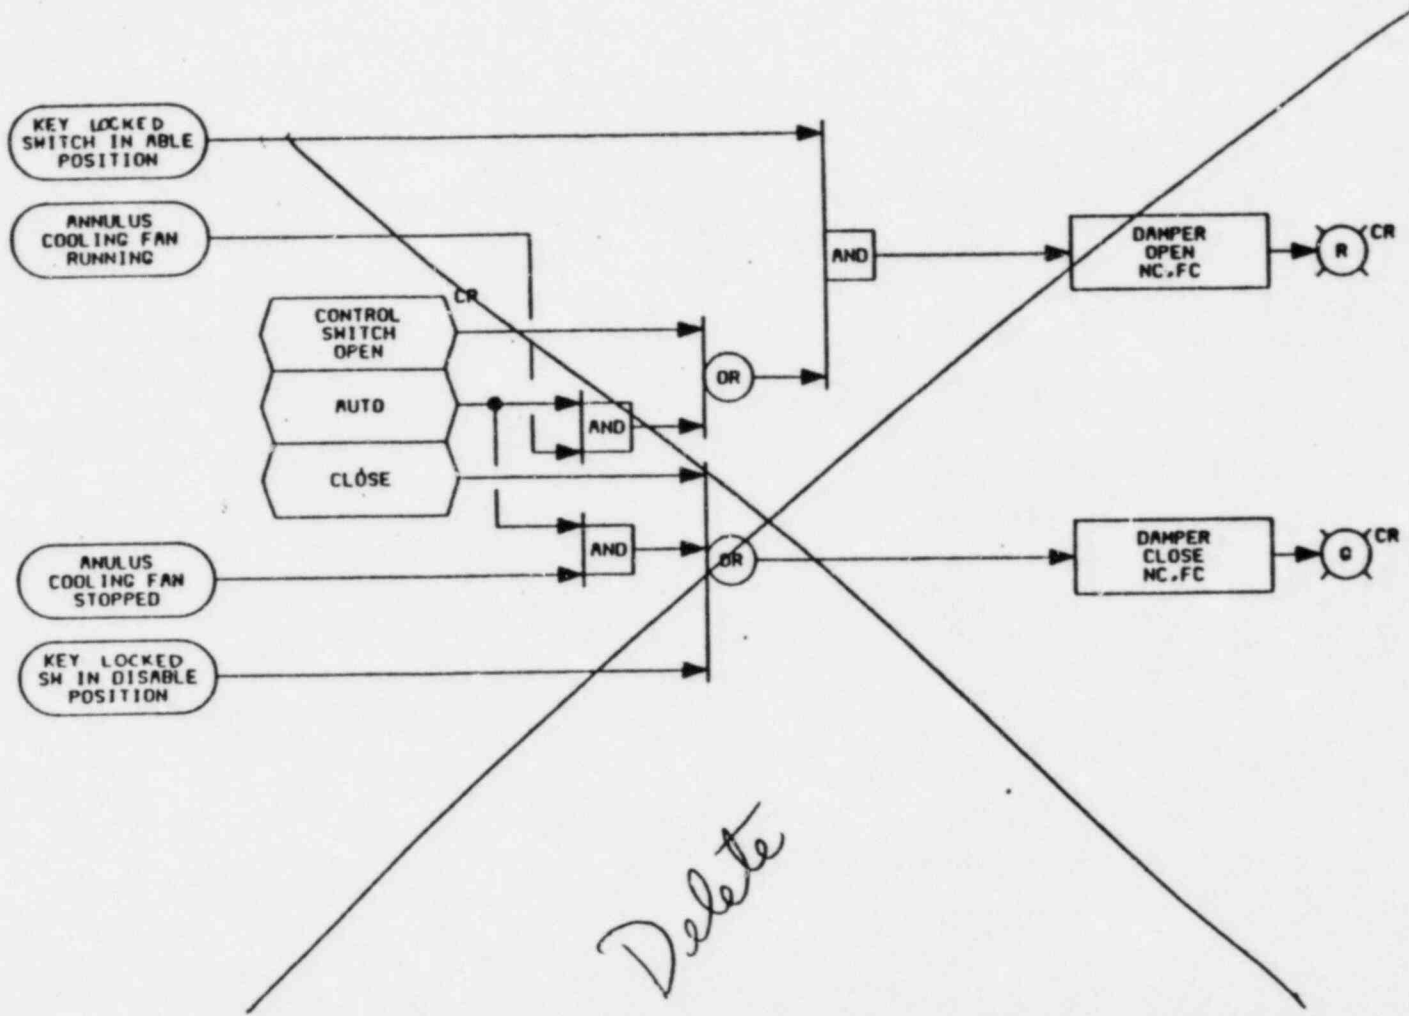 KEY LOCKED
SWITCH IN ABLE
POSITION
ANNULUS
COOLING FAN
RUNNING
CR
CONTROL
SWITCH
OPEN
AUTO
CLOSE
ANULUS
COOLING FAN
STOPPED
KEY LOCKED
SW IN DISABLE
POSITION
AND
OR
AND
AND
OR
DAMPER
OPEN
NC.FC
R
CR
DAMPER
CLOSE
NC.FC
G
CR
Delete